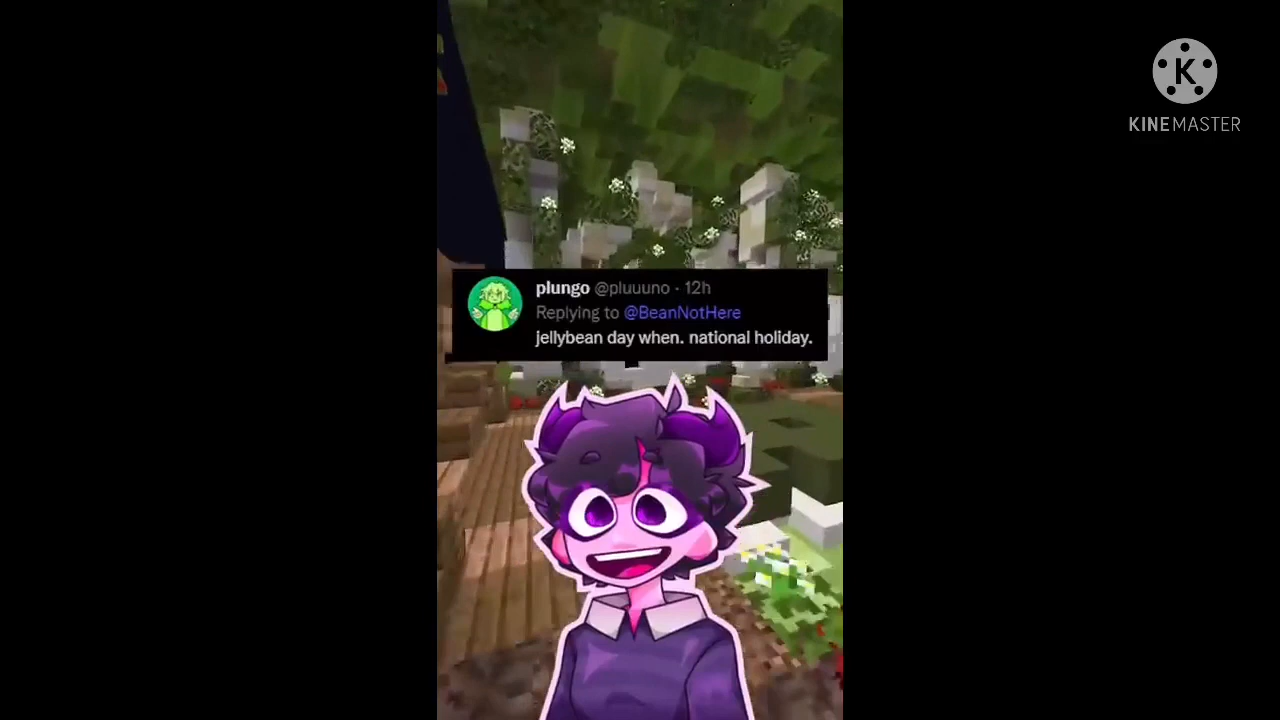 K
KINEMASTER
plungo @pluuuno · 12h
Replying to @BeanNotHere
jellybean day when. national holiday.